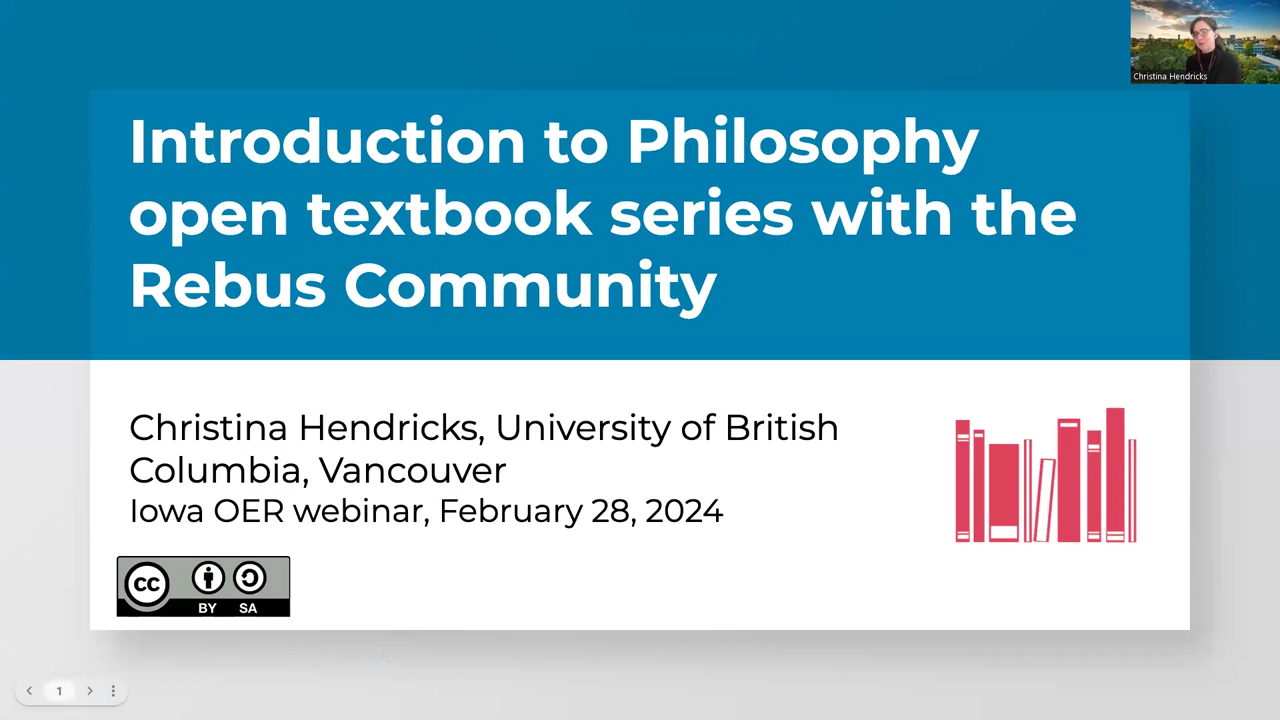 Christina Hendricks
Introduction to Philosophy
open textbook series with the
Rebus Community
Christina Hendricks, University of British
Columbia, Vancouver
Iowa OER webinar, February 28, 2024
cc
BY SA
1